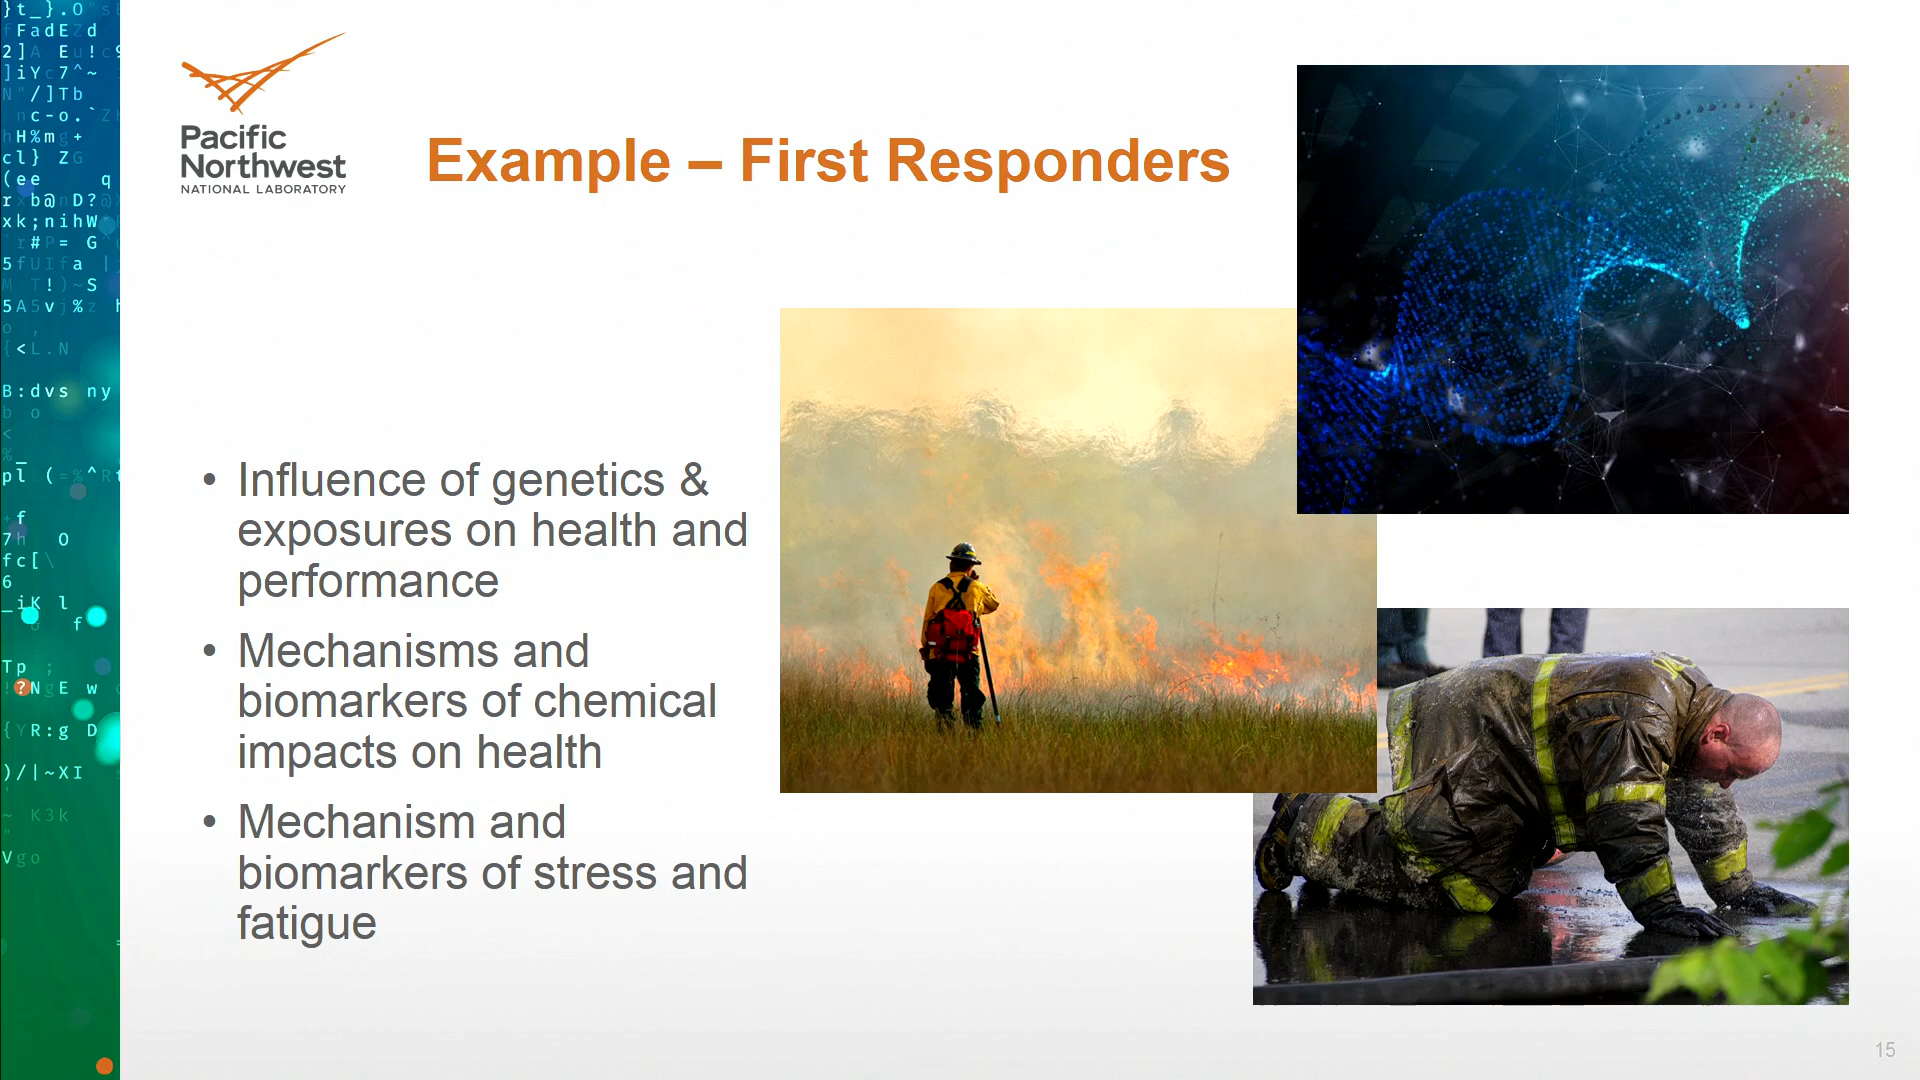 Pacific
Northwest
NATIONAL LABORATORY
Example – First Responders
• Influence of genetics &
exposures on health and
performance
• Mechanisms and
biomarkers of chemical
impacts on health
• Mechanism and
biomarkers of stress and
fatigue
15